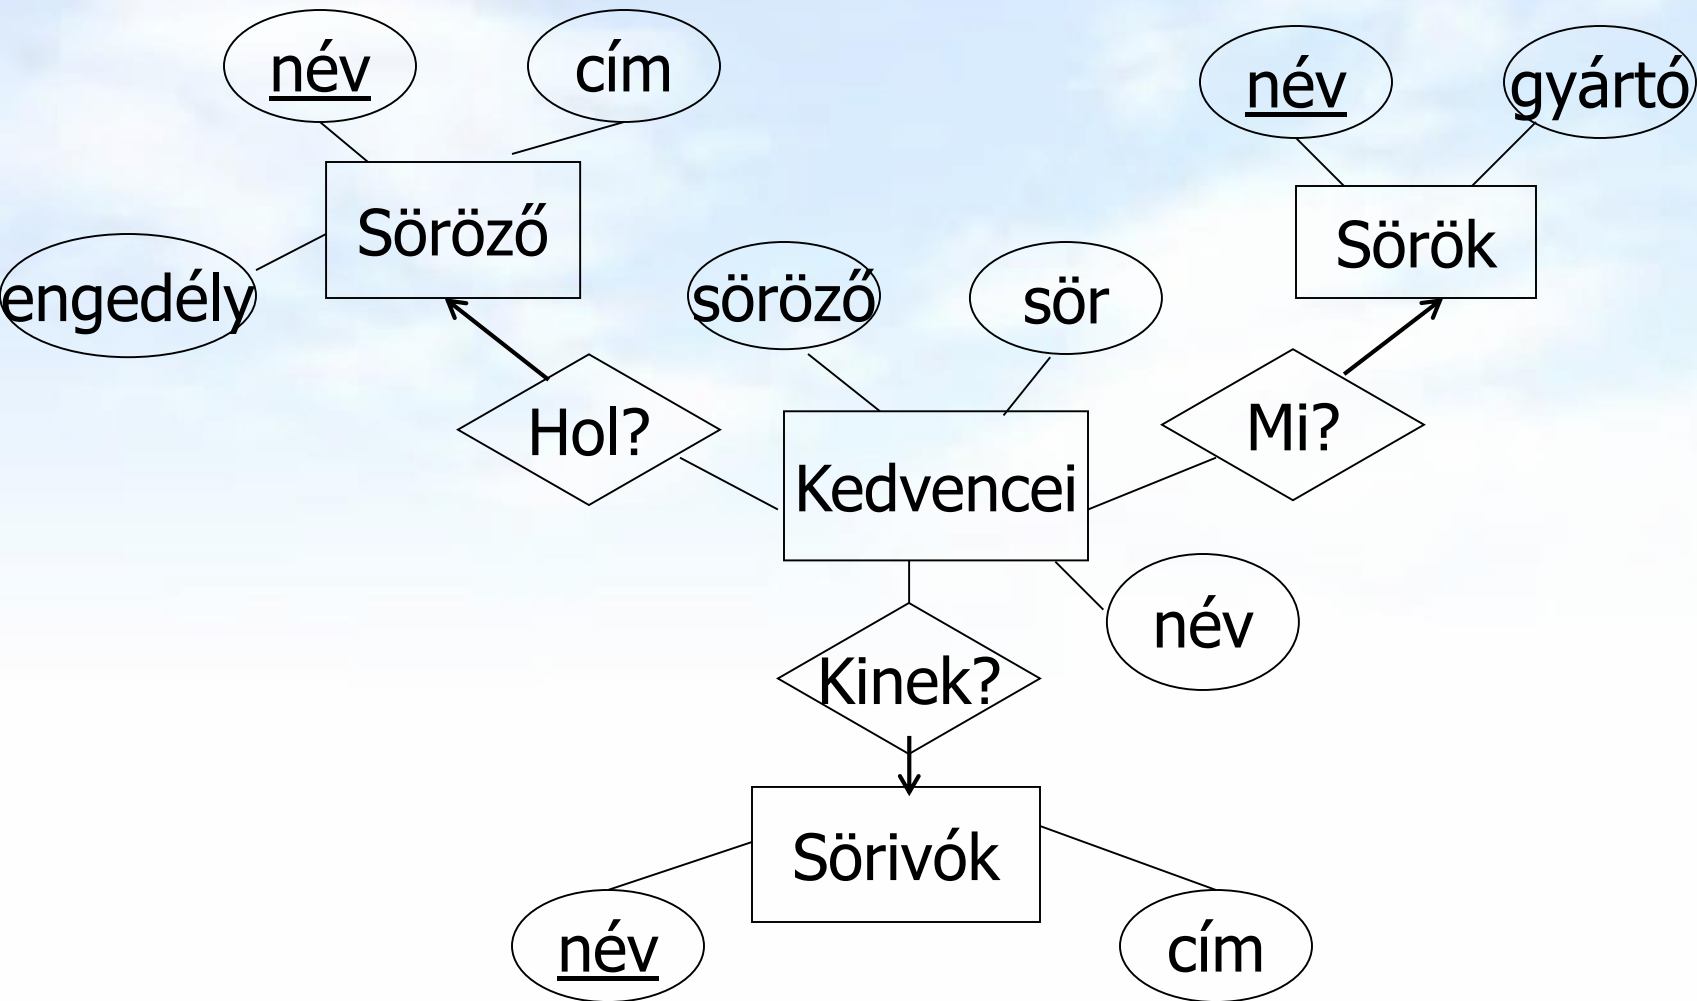 név
cím
név
gyártó
Söröző
Sörök
engedély
söröző
sör
Hol?
Mi?
Kedvencei
név
Kinek?
Sörivók
név
cím